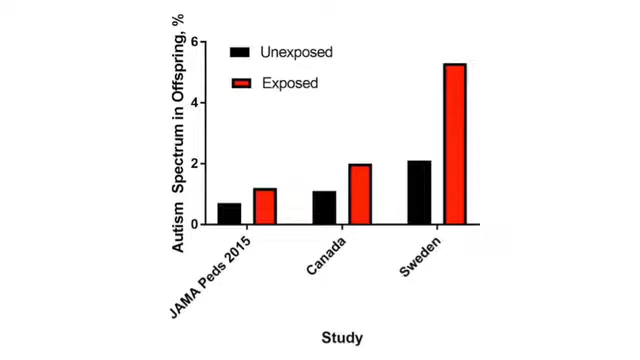 Autism Spectrum in Offspring, %
6
4
2
0
Unexposed
Exposed
JAMA Peds 2015
Canada
Sweden
Study